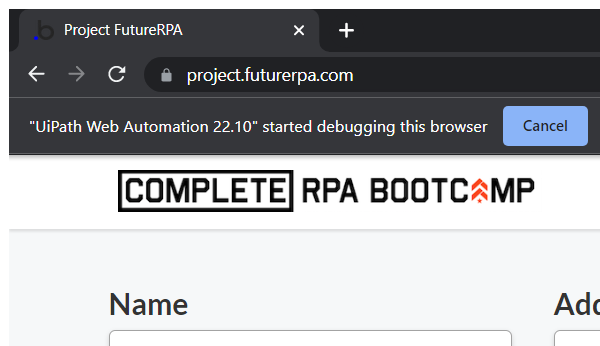 Project FutureRPA
project.futurerpa.com
"UiPath Web Automation 22.10" started debugging this browser
Cancel
COMPLETE RPA BOOTCAMP
Name